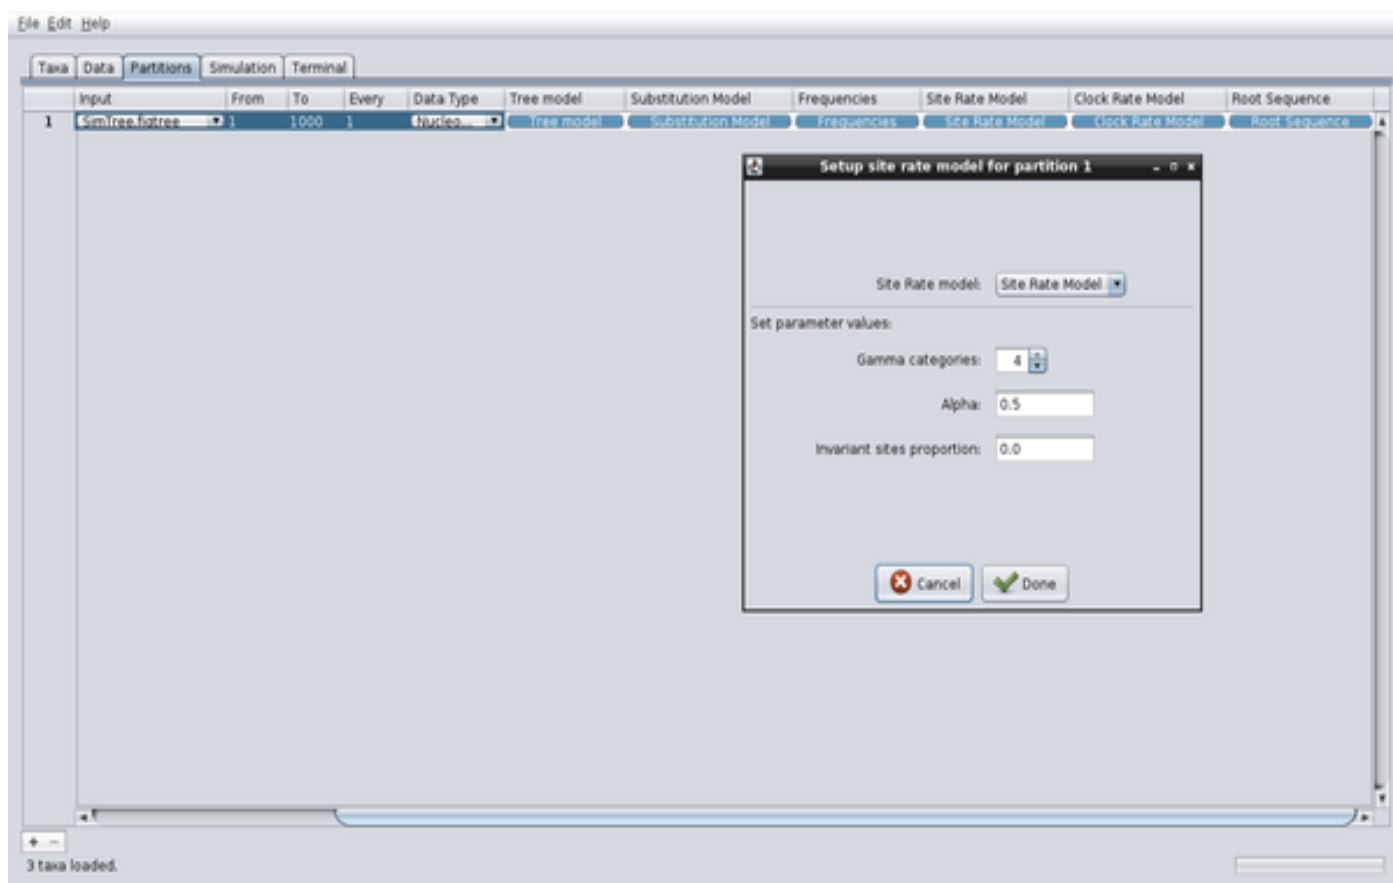 File Edit Help
Taxa Data Partitions Simulation Terminal
Input From To Every Data Type Tree model Substitution Model Frequencies Site Rate Model Clock Rate Model Root Sequence
1 SimTree.figtree 1 1000 1 Nucleo... Tree model Substitution Model Frequencies Site Rate Model Clock Rate Model Root Sequence
Setup site rate model for partition 1
Site Rate model: Site Rate Model
Set parameter values:
Gamma categories: 4
Alpha: 0.5
Invariant sites proportion: 0.0
Cancel Done
+ -
3 taxa loaded.